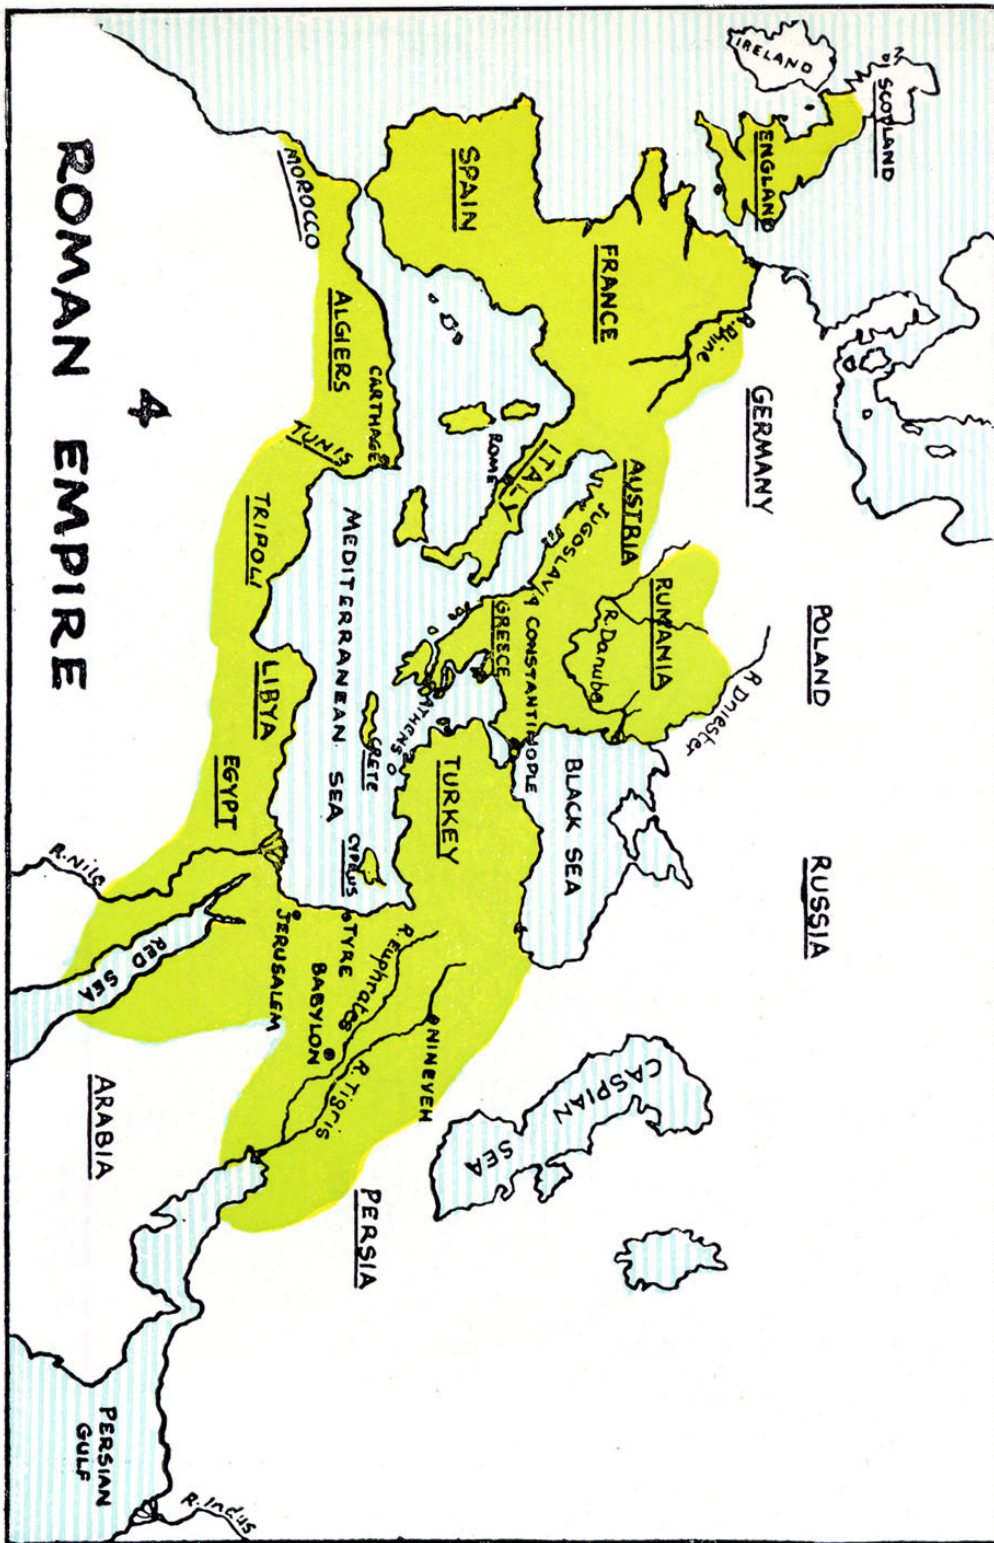 IRELAND
SCOTLAND
ENGLAND
GERMANY
POLAND
RUSSIA
R. Rhine
FRANCE
SPAIN
AUSTRIA
RUMANIA
R. Dniester
R. Danube
JUGOSLAVI
ITALY
ROME
GREECE
CONSTANTINOPLE
BLACK SEA
CASPIAN
SEA
ATHENS
TURKEY
CRETE
CYPRUS
MEDITERRANEAN SEA
MOROCCO
ALGIERS
CARTHAGE
TUNIS
TRIPOLI
LIBYA
EGYPT
R. Nile
RED SEA
JERUSALEM
TYRE
BABYLON
R. Euphrates
R. Tigris
NINEVEH
PERSIA
ARABIA
PERSIAN
GULF
R. Indus
4
ROMAN EMPIRE